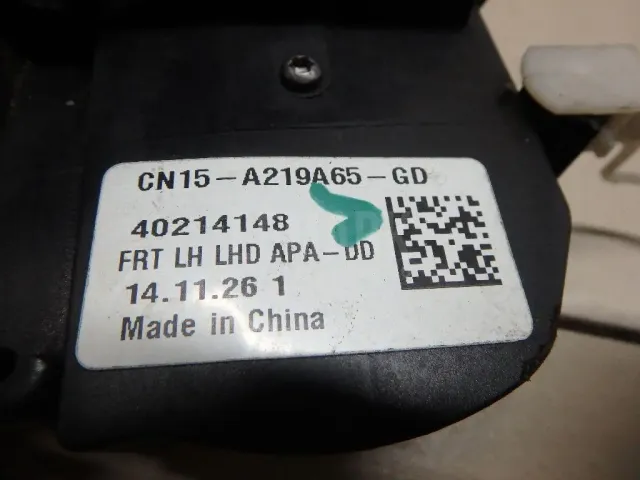 CN15-A219A65-GD
40214148
FRT LH LHD APA-DD
14.11.26 1
Made in China